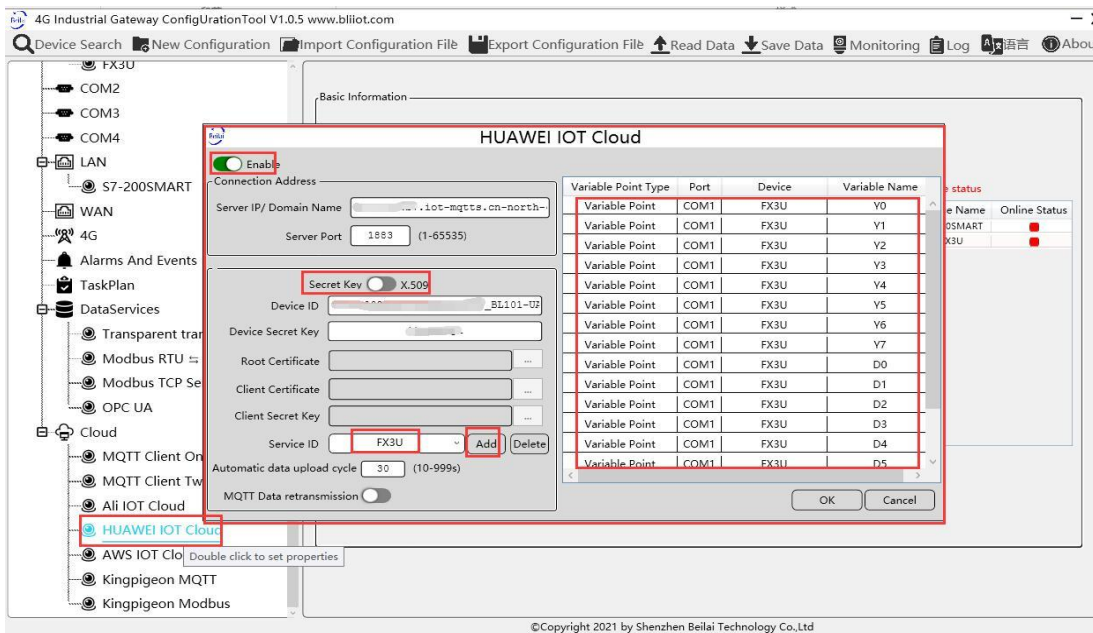 4G Industrial Gateway ConfigUrationTool V1.0.5 www.bliiot.com
Device Search New Configuration Import Configuration File Export Configuration File Read Data Save Data Monitoring Log 语言
FX3U
COM2
COM3
COM4
LAN
S7-200SMART
WAN
4G
Alarms And Events
TaskPlan
DataServices
Transparent
Modbus RTU
Modbus TCP
OPC UA
Cloud
MQTT Client
MQTT Client
Ali IOT Cloud
HUAWEI IOT Cloud
AWS IOT
Double click to set properties
Kingpigeon MQTT
Kingpigeon Modbus
Basic Information
status
Name Online Status
HUAWEI IOT Cloud
Enable
Connection Address
Server IP/ Domain Name .iot-mqtts.cn-north-
Server Port 1883 (1-65535)
Secret Key X.509
Device ID _BL101-
Device Secret Key
Root Certificate ...
Client Certificate ...
Client Secret Key ...
Service ID FX3U Add Delete
Automatic data upload cycle 30 (10-999s)
MQTT Data retransmission
Variable Point Type Port Device Variable Name
Variable Point COM1 FX3U Y0
Variable Point COM1 FX3U Y1
Variable Point COM1 FX3U Y2
Variable Point COM1 FX3U Y3
Variable Point COM1 FX3U Y4
Variable Point COM1 FX3U Y5
Variable Point COM1 FX3U Y6
Variable Point COM1 FX3U Y7
Variable Point COM1 FX3U D0
Variable Point COM1 FX3U D1
Variable Point COM1 FX3U D2
Variable Point COM1 FX3U D3
Variable Point COM1 FX3U D4
Variable Point COM1 FX3U D5
OK Cancel
©Copyright 2021 by Shenzhen Beilai Technology Co.,Ltd